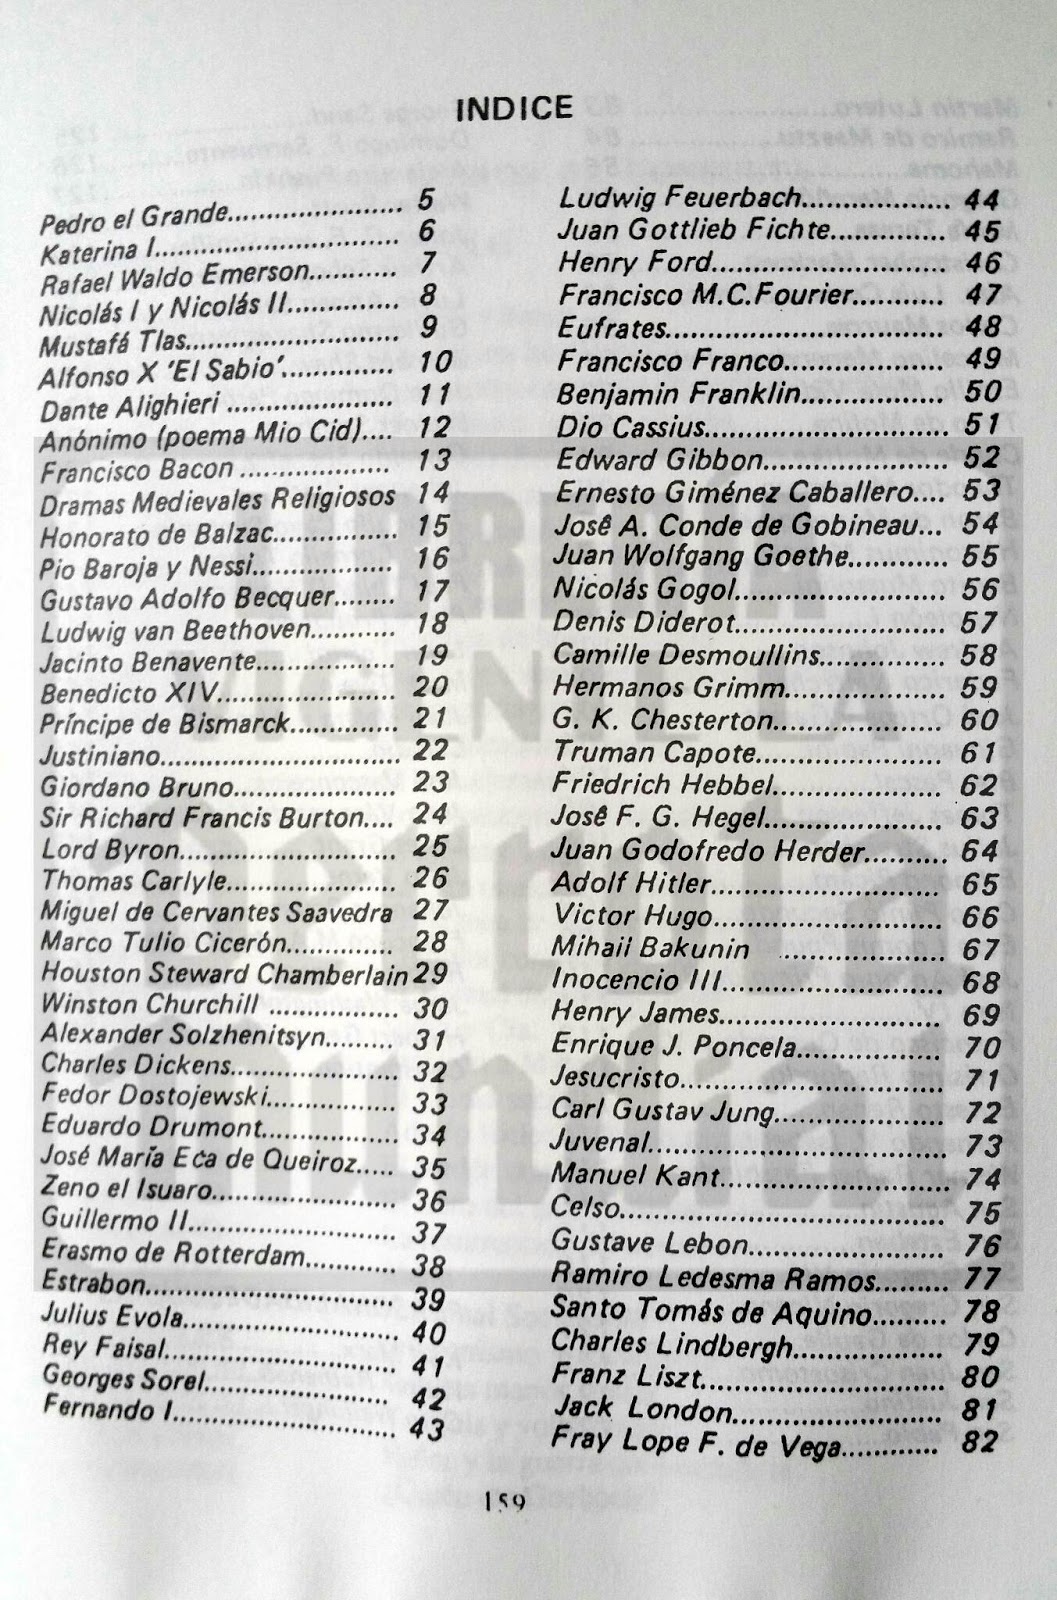 INDICE
Pedro el Grande........................ 5
Katerina I.................................. 6
Rafael Waldo Emerson............ 7
Nicolás I y Nicolás II............... 8
Mustafá Tlas............................. 9
Alfonso X 'El Sabio'............... 10
Dante Alighieri ...................... 11
Anónimo (poema Mio Cid).... 12
Francisco Bacon .................... 13
Dramas Medievales Religiosos 14
Honorato de Balzac................ 15
Pio Baroja y Nessi................... 16
Gustavo Adolfo Becquer........ 17
Ludwig van Beethoven........... 18
Jacinto Benavente.................. 19
Benedicto XIV........................ 20
Príncipe de Bismarck.............. 21
Justiniano................................ 22
Giordano Bruno...................... 23
Sir Richard Francis Burton.... 24
Lord Byron............................. 25
Thomas Carlyle....................... 26
Miguel de Cervantes Saavedra 27
Marco Tulio Cicerón.............. 28
Houston Steward Chamberlain 29
Winston Churchill ................. 30
Alexander Solzhenitsyn......... 31
Charles Dickens...................... 32
Fedor Dostojewski................. 33
Eduardo Drumont.................. 34
José María Eca de Queiroz..... 35
Zeno el Isuaro........................ 36
Guillermo II........................... 37
Erasmo de Rotterdam............ 38
Estrabon................................. 39
Julius Evola............................ 40
Rey Faisal............................... 41
Georges Sorel......................... 42
Fernando I.............................. 43
Ludwig Feuerbach.................. 44
Juan Gottlieb Fichte.............. 45
Henry Ford............................. 46
Francisco M.C.Fourier........... 47
Eufrates.................................. 48
Francisco Franco.................... 49
Benjamin Franklin.................. 50
Dio Cassius.............................. 51
Edward Gibbon....................... 52
Ernesto Giménez Caballero.... 53
José A. Conde de Gobineau... 54
Juan Wolfgang Goethe............ 55
Nicolás Gogol......................... 56
Denis Diderot......................... 57
Camille Desmoullins............... 58
Hermanos Grimm................... 59
G. K. Chesterton.................... 60
Truman Capote....................... 61
Friedrich Hebbel..................... 62
José F. G. Hegel...................... 63
Juan Godofredo Herder.......... 64
Adolf Hitler............................ 65
Victor Hugo............................ 66
Mihail Bakunin .................... 67
Inocencio III........................... 68
Henry James........................... 69
Enrique J. Poncela.................. 70
Jesucristo................................ 71
Carl Gustav Jung..................... 72
Juvenal.................................... 73
Manuel Kant............................ 74
Celso....................................... 75
Gustave Lebon........................ 76
Ramiro Ledesma Ramos......... 77
Santo Tomás de Aquino......... 78
Charles Lindbergh.................. 79
Franz Liszt.............................. 80
Jack London........................... 81
Fray Lope F. de Vega............ 82
159